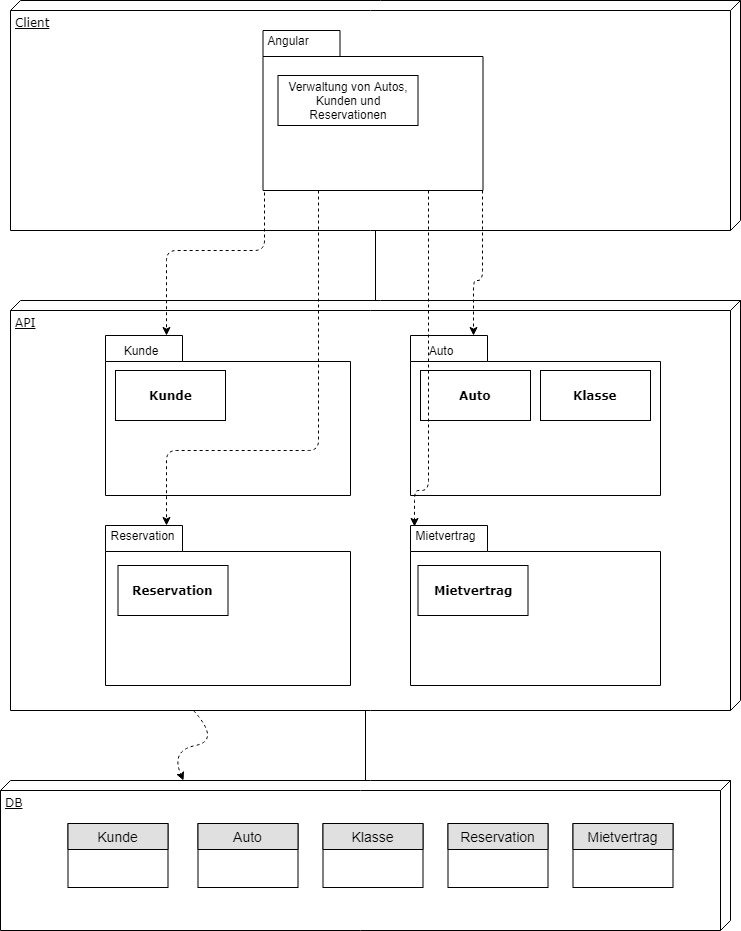 Client
Angular
Verwaltung von Autos,
Kunden und
Reservationen
API
Kunde
Kunde
Auto
Auto
Klasse
Reservation
Reservation
Mietvertrag
Mietvertrag
DB
Kunde
Auto
Klasse
Reservation
Mietvertrag